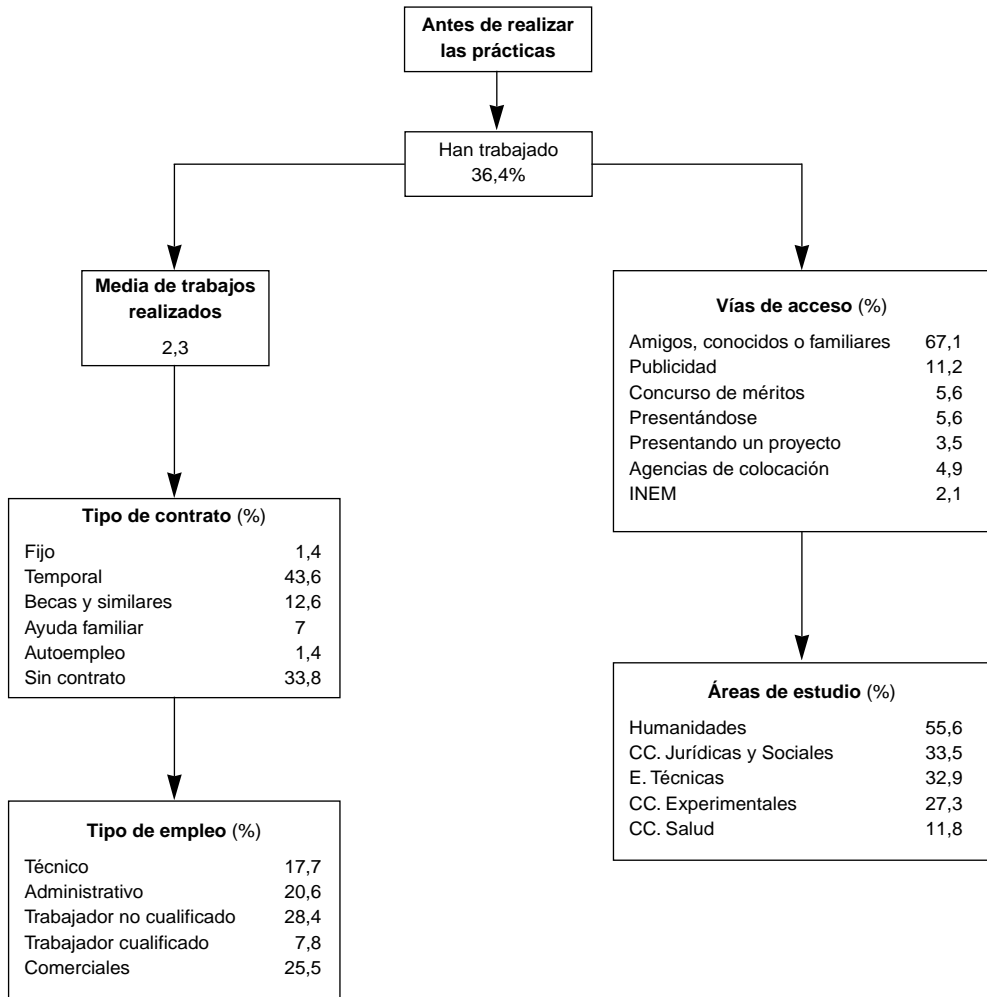 Antes de realizar
las prácticas
Han trabajado
36,4%
Media de trabajos
realizados
2,3
Tipo de contrato (%)
Fijo 1,4
Temporal 43,6
Becas y similares 12,6
Ayuda familiar 7
Autoempleo 1,4
Sin contrato 33,8
Tipo de empleo (%)
Técnico 17,7
Administrativo 20,6
Trabajador no cualificado 28,4
Trabajador cualificado 7,8
Comerciales 25,5
Vías de acceso (%)
Amigos, conocidos o familiares 67,1
Publicidad 11,2
Concurso de méritos 5,6
Presentándose 5,6
Presentando un proyecto 3,5
Agencias de colocación 4,9
INEM 2,1
Áreas de estudio (%)
Humanidades 55,6
CC. Jurídicas y Sociales 33,5
E. Técnicas 32,9
CC. Experimentales 27,3
CC. Salud 11,8